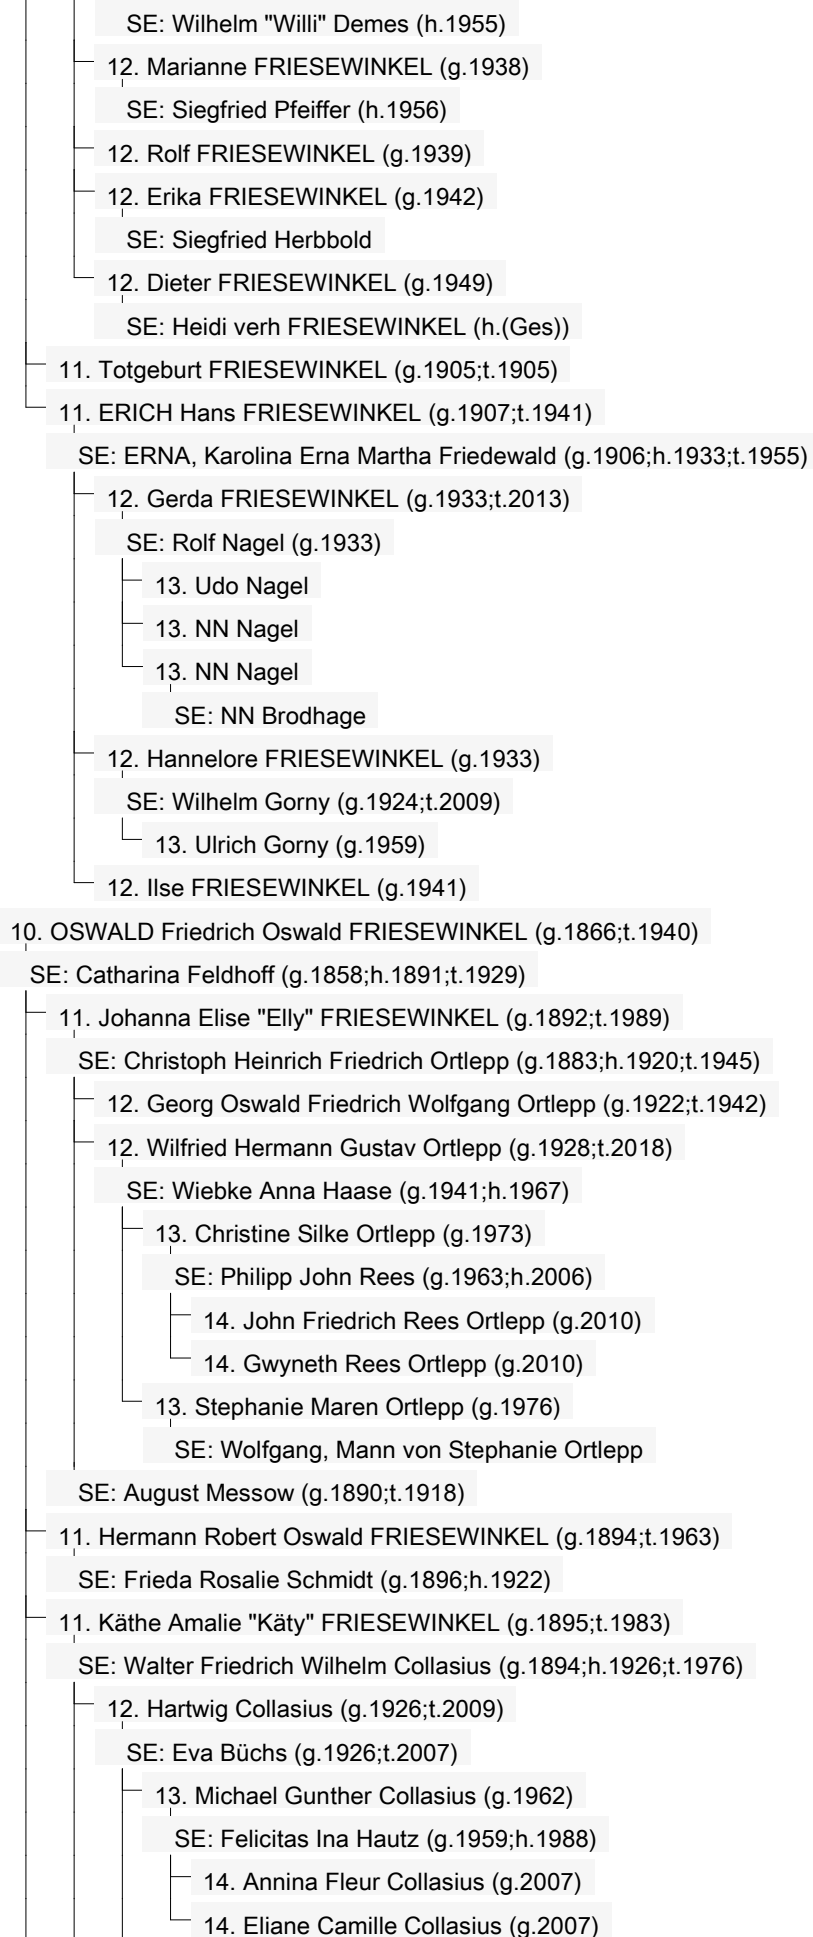 SE: Wilhelm "Willi" Demes (h.1955)
12. Marianne FRIESEWINKEL (g.1938)
SE: Siegfried Pfeiffer (h.1956)
12. Rolf FRIESEWINKEL (g.1939)
12. Erika FRIESEWINKEL (g.1942)
SE: Siegfried Herbbold
12. Dieter FRIESEWINKEL (g.1949)
SE: Heidi verh FRIESEWINKEL (h.(Ges))
11. Totgeburt FRIESEWINKEL (g.1905;t.1905)
11. ERICH Hans FRIESEWINKEL (g.1907;t.1941)
SE: ERNA, Karolina Erna Martha Friedewald (g.1906;h.1933;t.1955)
12. Gerda FRIESEWINKEL (g.1933;t.2013)
SE: Rolf Nagel (g.1933)
13. Udo Nagel
13. NN Nagel
13. NN Nagel
SE: NN Brodhage
12. Hannelore FRIESEWINKEL (g.1933)
SE: Wilhelm Gorny (g.1924;t.2009)
13. Ulrich Gorny (g.1959)
12. Ilse FRIESEWINKEL (g.1941)
10. OSWALD Friedrich Oswald FRIESEWINKEL (g.1866;t.1940)
SE: Catharina Feldhoff (g.1858;h.1891;t.1929)
11. Johanna Elise "Elly" FRIESEWINKEL (g.1892;t.1989)
SE: Christoph Heinrich Friedrich Ortlepp (g.1883;h.1920;t.1945)
12. Georg Oswald Friedrich Wolfgang Ortlepp (g.1922;t.1942)
12. Wilfried Hermann Gustav Ortlepp (g.1928;t.2018)
SE: Wiebke Anna Haase (g.1941;h.1967)
13. Christine Silke Ortlepp (g.1973)
SE: Philipp John Rees (g.1963;h.2006)
14. John Friedrich Rees Ortlepp (g.2010)
14. Gwyneth Rees Ortlepp (g.2010)
13. Stephanie Maren Ortlepp (g.1976)
SE: Wolfgang, Mann von Stephanie Ortlepp
SE: August Messow (g.1890;t.1918)
11. Hermann Robert Oswald FRIESEWINKEL (g.1894;t.1963)
SE: Frieda Rosalie Schmidt (g.1896;h.1922)
11. Käthe Amalie "Käty" FRIESEWINKEL (g.1895;t.1983)
SE: Walter Friedrich Wilhelm Collasius (g.1894;h.1926;t.1976)
12. Hartwig Collasius (g.1926;t.2009)
SE: Eva Büchs (g.1926;t.2007)
13. Michael Gunther Collasius (g.1962)
SE: Felicitas Ina Hautz (g.1959;h.1988)
14. Annina Fleur Collasius (g.2007)
14. Eliane Camille Collasius (g.2007)